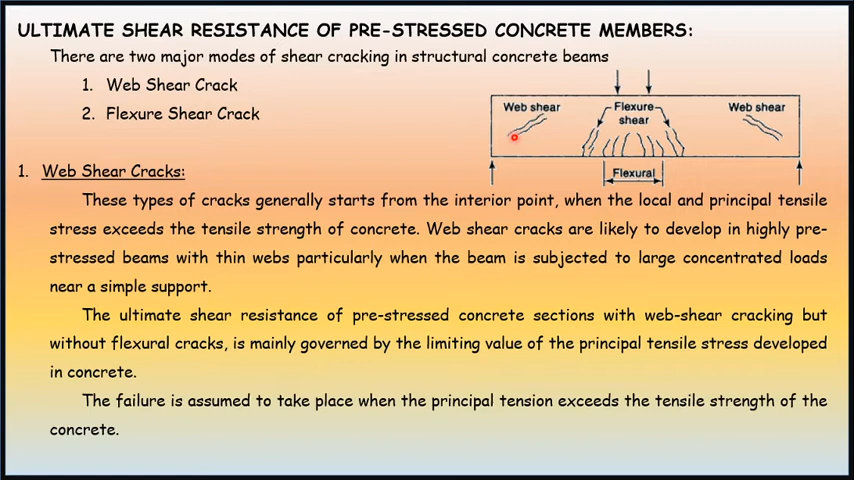 ULTIMATE SHEAR RESISTANCE OF PRE-STRESSED CONCRETE MEMBERS:
There are two major modes of shear cracking in structural concrete beams
1. Web Shear Crack
2. Flexure Shear Crack
Web shear
Flexure shear
Web shear
Flexural
1. Web Shear Cracks:
These types of cracks generally starts from the interior point, when the local and principal tensile
stress exceeds the tensile strength of concrete. Web shear cracks are likely to develop in highly pre-
stressed beams with thin webs particularly when the beam is subjected to large concentrated loads
near a simple support.
The ultimate shear resistance of pre-stressed concrete sections with web-shear cracking but
without flexural cracks, is mainly governed by the limiting value of the principal tensile stress developed
in concrete.
The failure is assumed to take place when the principal tension exceeds the tensile strength of the
concrete.